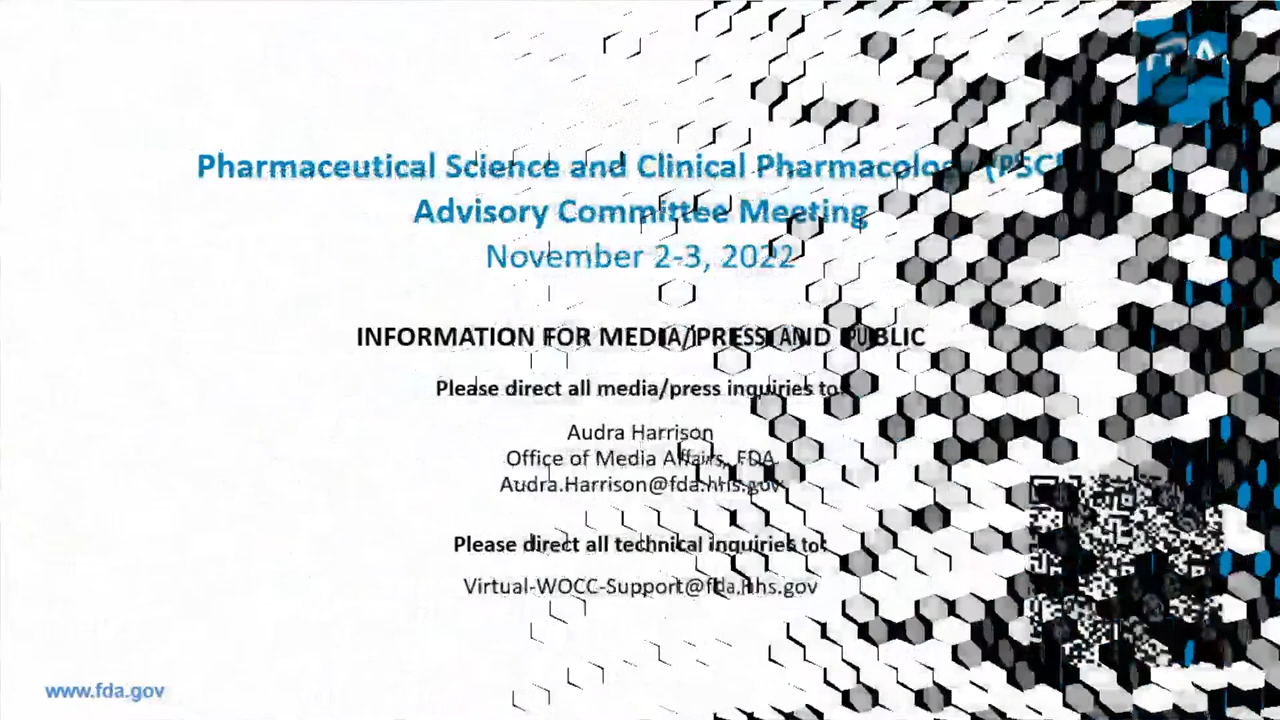 Pharmaceutical Science and Clinical Pharmacology (PSC
Advisory Committee Meeting
November 2-3, 2022
INFORMATION FOR MEDIA/PRESS AND PUBLIC
Please direct all media/press inquiries to:
Audra Harrison
Office of Media Affairs, FDA
Audra.Harrison@fda.hhs.gov
Please direct all technical inquiries to:
Virtual-WOCC-Support@fda.hhs.gov
www.fda.gov